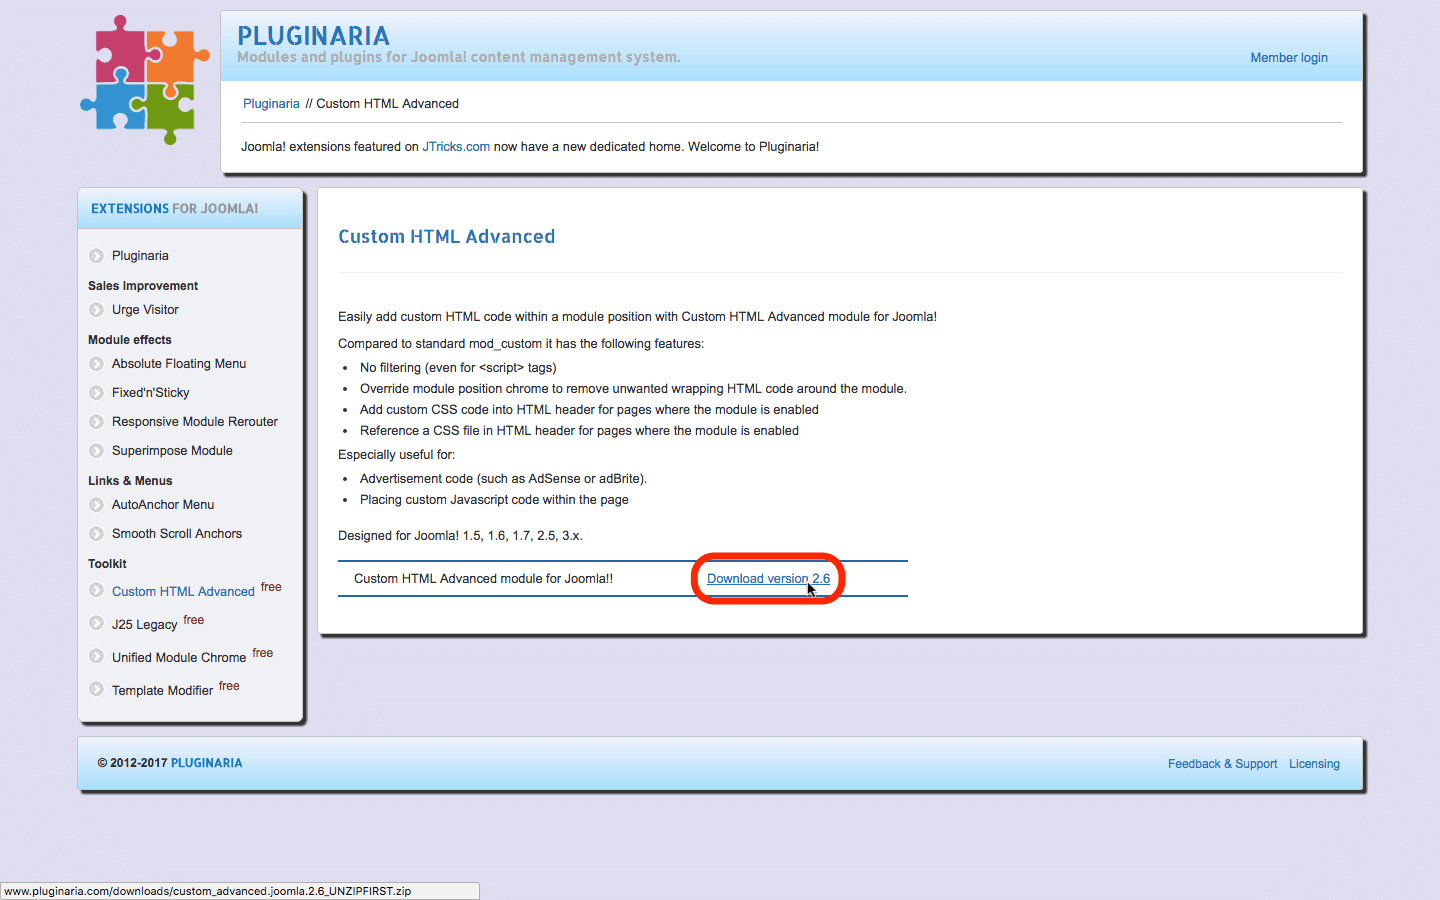 PLUGINARIA
Modules and plugins for Joomla! content management system.
Member login
Pluginaria // Custom HTML Advanced
Joomla! extensions featured on JTricks.com now have a new dedicated home. Welcome to Pluginaria!
EXTENSIONS FOR JOOMLA!
Pluginaria
Sales Improvement
Urge Visitor
Module effects
Absolute Floating Menu
Fixed'n'Sticky
Responsive Module Rerouter
Superimpose Module
Links & Menus
AutoAnchor Menu
Smooth Scroll Anchors
Toolkit
Custom HTML Advanced free
J25 Legacy free
Unified Module Chrome free
Template Modifier free
Custom HTML Advanced
Easily add custom HTML code within a module position with Custom HTML Advanced module for Joomla!
Compared to standard mod_custom it has the following features:
• No filtering (even for <script> tags)
• Override module position chrome to remove unwanted wrapping HTML code around the module.
• Add custom CSS code into HTML header for pages where the module is enabled
• Reference a CSS file in HTML header for pages where the module is enabled
Especially useful for:
• Advertisement code (such as AdSense or adBrite).
• Placing custom Javascript code within the page
Designed for Joomla! 1.5, 1.6, 1.7, 2.5, 3.x.
Custom HTML Advanced module for Joomla!! Download version 2.6
© 2012-2017 PLUGINARIA
Feedback & Support Licensing
www.pluginaria.com/downloads/custom_advanced.joomla.2.6_UNZIPFIRST.zip